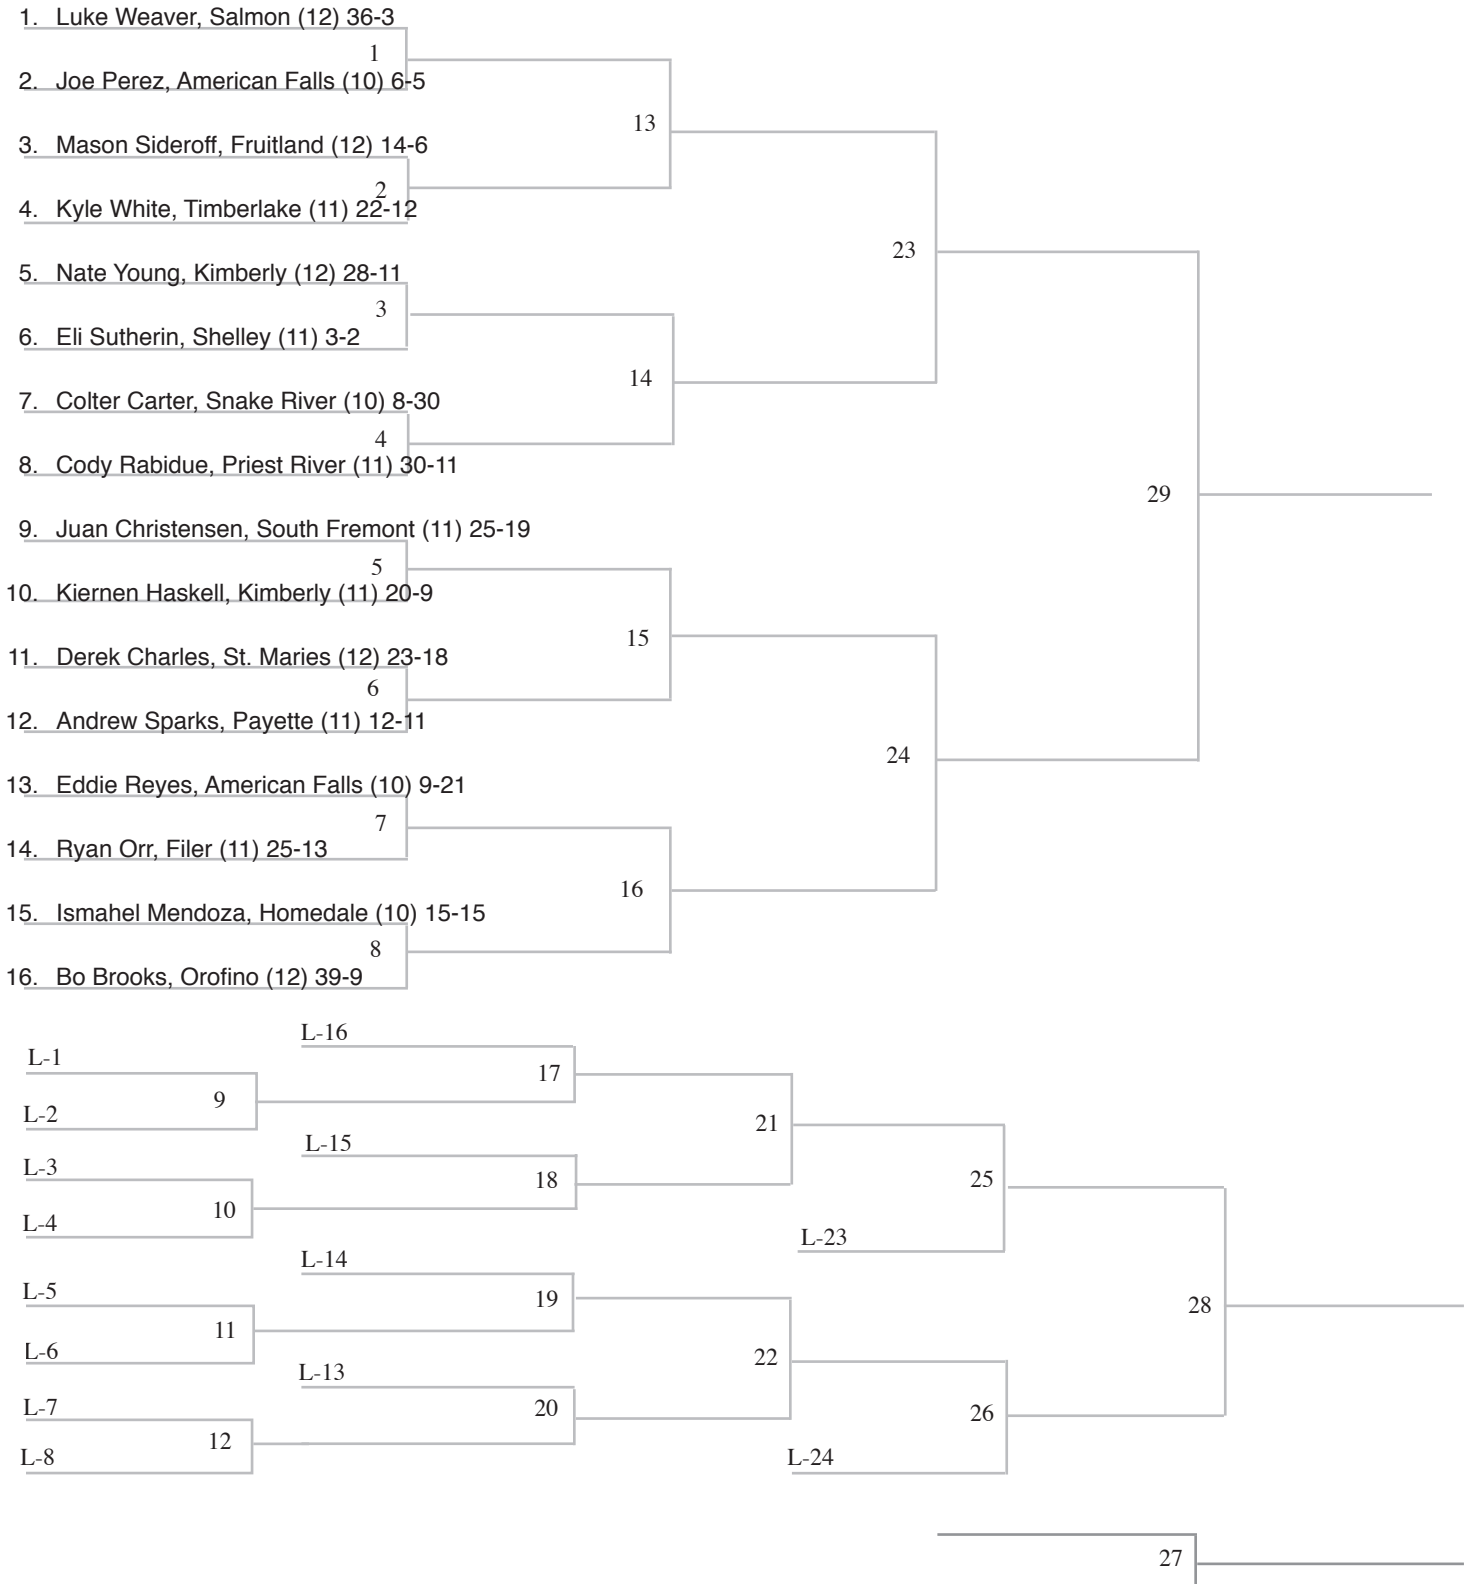 1. Luke Weaver, Salmon (12) 36-3
1
2. Joe Perez, American Falls (10) 6-5
13
3. Mason Sideroff, Fruitland (12) 14-6
2
4. Kyle White, Timberlake (11) 22-12
23
5. Nate Young, Kimberly (12) 28-11
3
6. Eli Sutherin, Shelley (11) 3-2
14
7. Colter Carter, Snake River (10) 8-30
4
8. Cody Rabidue, Priest River (11) 30-11
29
9. Juan Christensen, South Fremont (11) 25-19
5
10. Kiernen Haskell, Kimberly (11) 20-9
15
11. Derek Charles, St. Maries (12) 23-18
6
12. Andrew Sparks, Payette (11) 12-11
24
13. Eddie Reyes, American Falls (10) 9-21
7
14. Ryan Orr, Filer (11) 25-13
16
15. Ismahel Mendoza, Homedale (10) 15-15
8
16. Bo Brooks, Orofino (12) 39-9
L-16
L-1
17
9
L-2
21
L-15
L-3
18
25
10
L-4
L-23
L-14
L-5
19
28
11
L-6
22
L-13
L-7
20
26
12
L-8
L-24
27